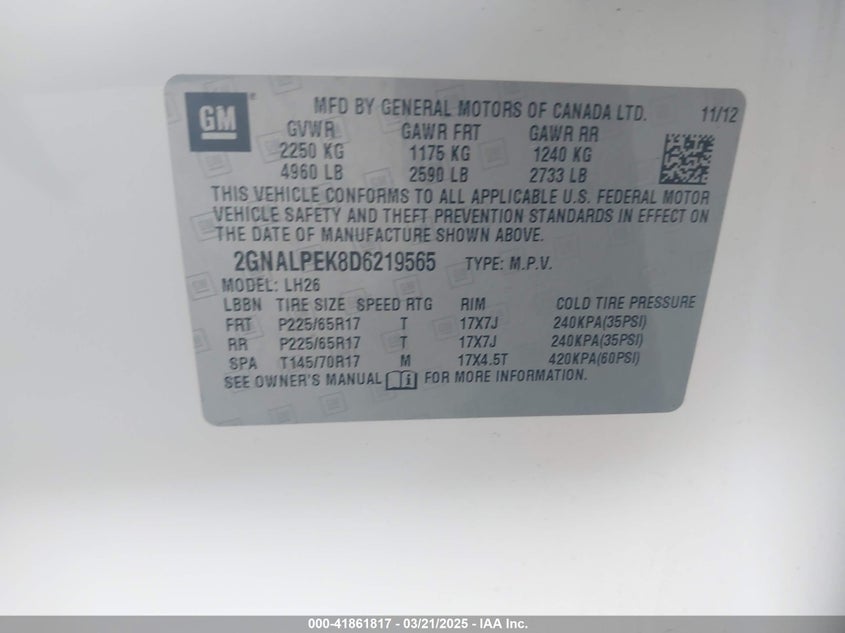 GM ® MFD BY GENERAL MOTORS OF CANADA LTD. 11/12
GVWR GAWR FRT GAWR RR
2250 KG 1175 KG 1240 KG
4960 LB 2590 LB 2733 LB
THIS VEHICLE CONFORMS TO ALL APPLICABLE U.S. FEDERAL MOTOR
VEHICLE SAFETY AND THEFT PREVENTION STANDARDS IN EFFECT ON
THE DATE OF MANUFACTURE SHOWN ABOVE.
2GNALPEK8D6219565 TYPE: M.P.V.
MODEL: LH26
LBBN TIRE SIZE SPEED RTG RIM COLD TIRE PRESSURE
FRT P225/65R17 T 17X7J 240KPA(35PSI)
RR P225/65R17 T 17X7J 240KPA(35PSI)
SPA T145/70R17 M 17X4.5T 420KPA(60PSI)
SEE OWNER'S MANUAL FOR MORE INFORMATION.
000-41861817 - 03/21/2025 - IAA Inc.